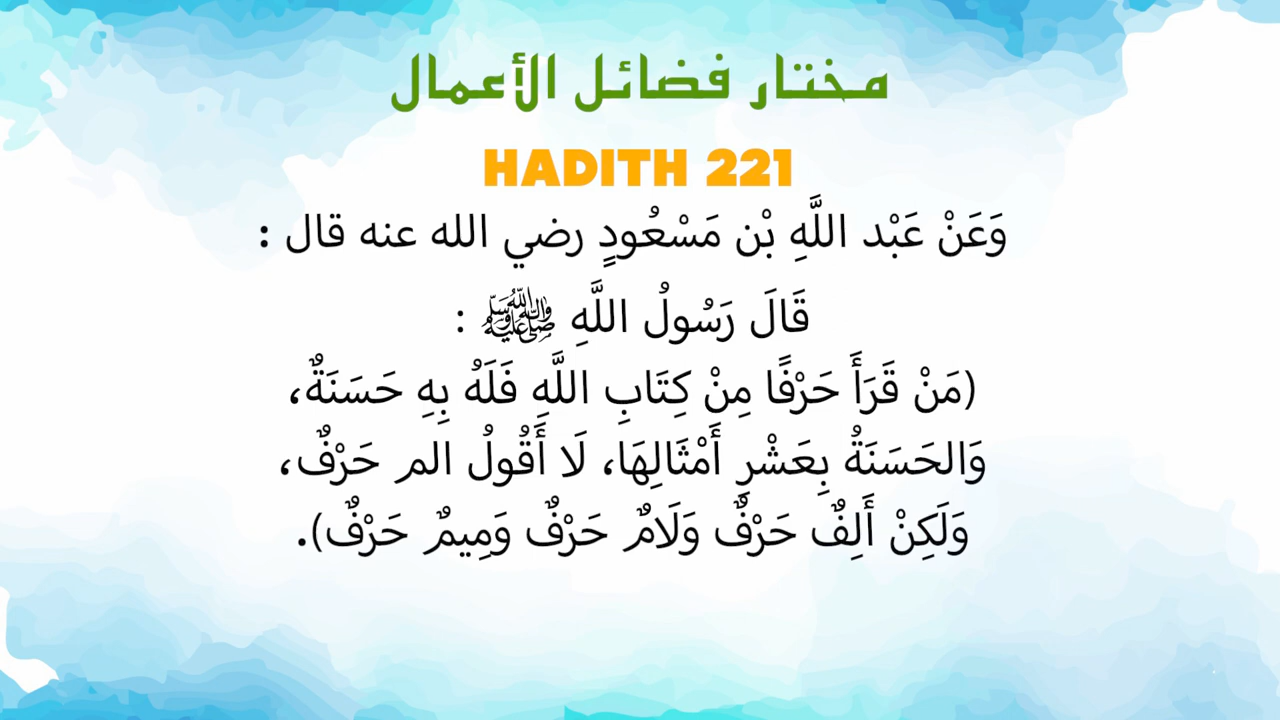 مختار فضائل الأعمال
HADITH 221
وَعَنْ عَبْد اللَّهِ بْن مَسْعُودٍ رضي الله عنه قال :
قَالَ رَسُولُ اللَّهِ ﷺ :
(مَنْ قَرَأَ حَرْفًا مِنْ كِتَابِ اللَّهِ فَلَهُ بِهِ حَسَنَةٌ،
وَالحَسَنَةُ بِعَشْرِ أَمْثَالِهَا، لَا أَقُولُ الم حَرْفٌ،
وَلَكِنْ أَلِفٌ حَرْفٌ وَلَامٌ حَرْفٌ وَمِيمٌ حَرْفٌ).